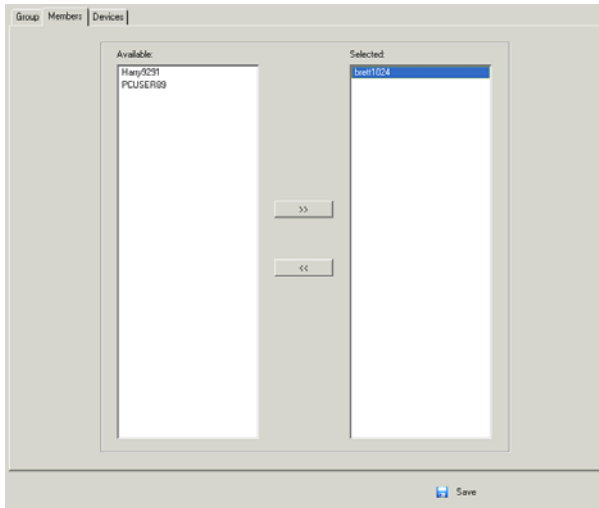 Group Members Devices
Available: Selected:
Harry9291 brett1024
PCUSER89
>>
<<
Save